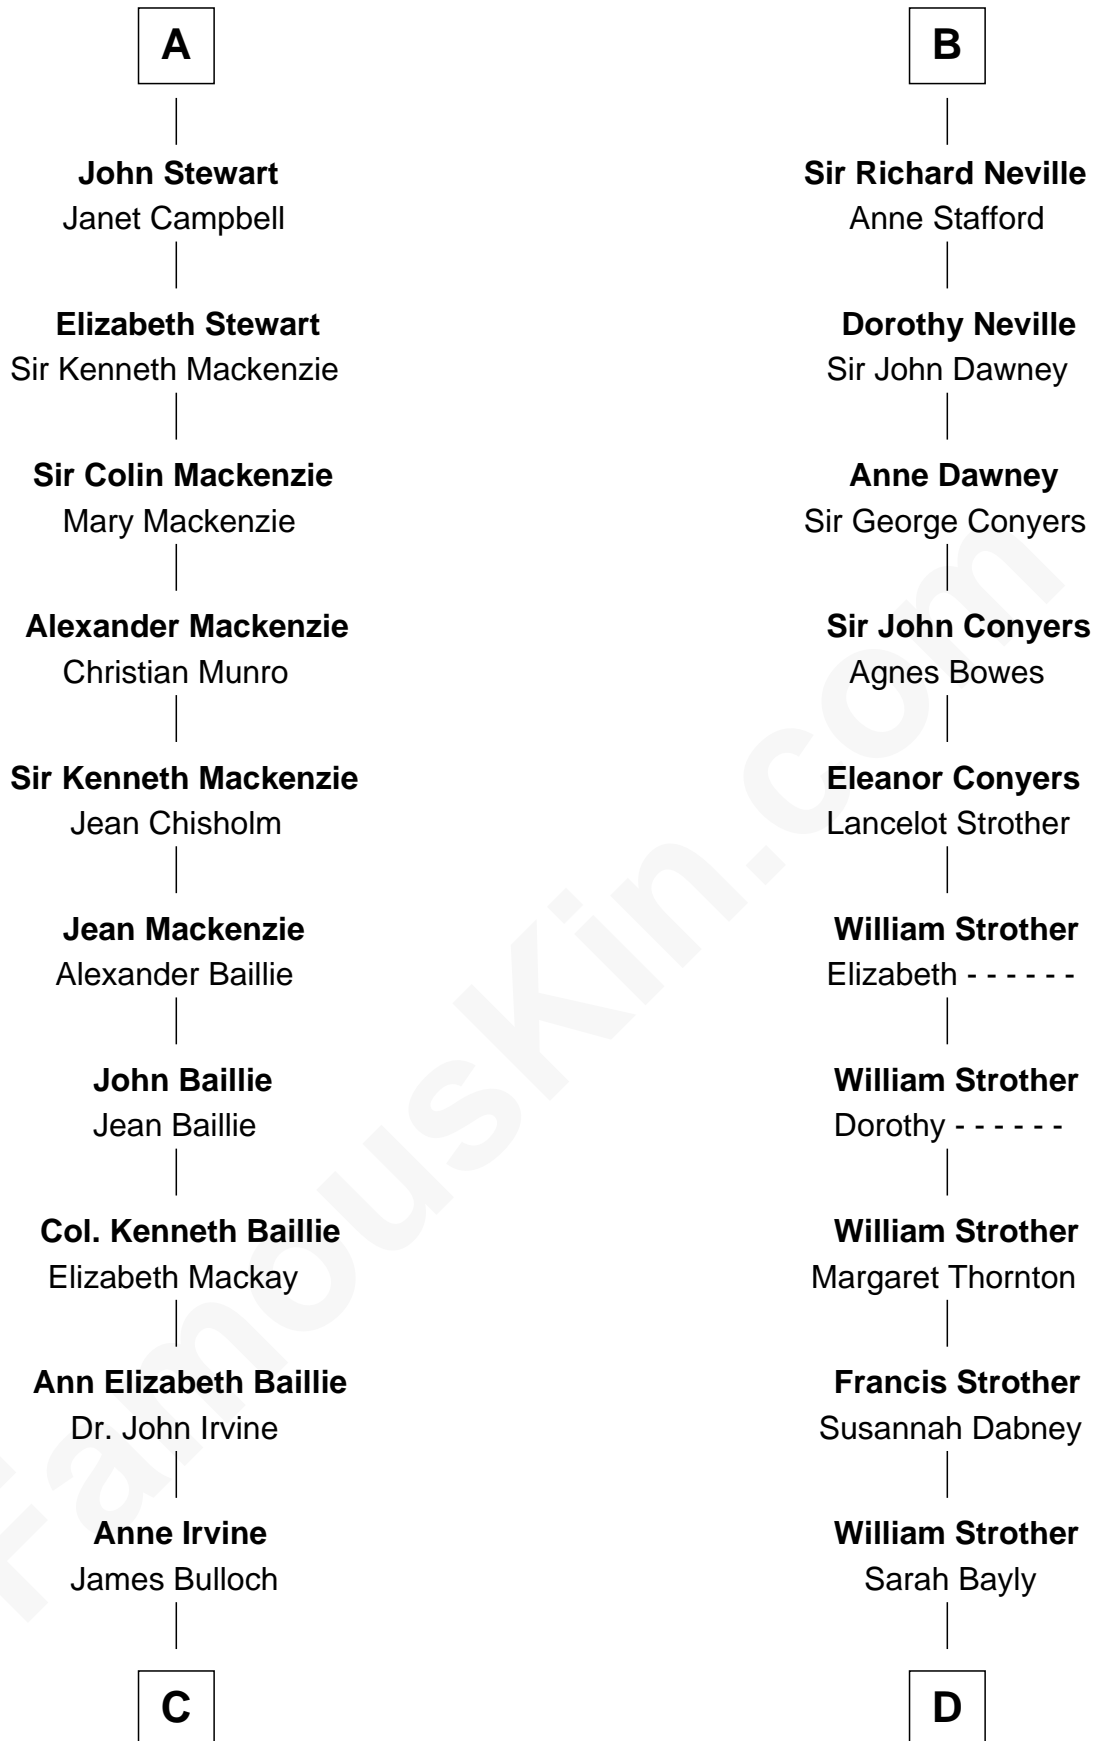 A
John Stewart
Janet Campbell
Elizabeth Stewart
Sir Kenneth Mackenzie
Sir Colin Mackenzie
Mary Mackenzie
Alexander Mackenzie
Christian Munro
Sir Kenneth Mackenzie
Jean Chisholm
Jean Mackenzie
Alexander Baillie
John Baillie
Jean Baillie
Col. Kenneth Baillie
Elizabeth Mackay
Ann Elizabeth Baillie
Dr. John Irvine
Anne Irvine
James Bulloch
C
B
Sir Richard Neville
Anne Stafford
Dorothy Neville
Sir John Dawney
Anne Dawney
Sir George Conyers
Sir John Conyers
Agnes Bowes
Eleanor Conyers
Lancelot Strother
William Strother
Elizabeth - - - - - -
William Strother
Dorothy - - - - - -
William Strother
Margaret Thornton
Francis Strother
Susannah Dabney
William Strother
Sarah Bayly
D
FamousKin.com